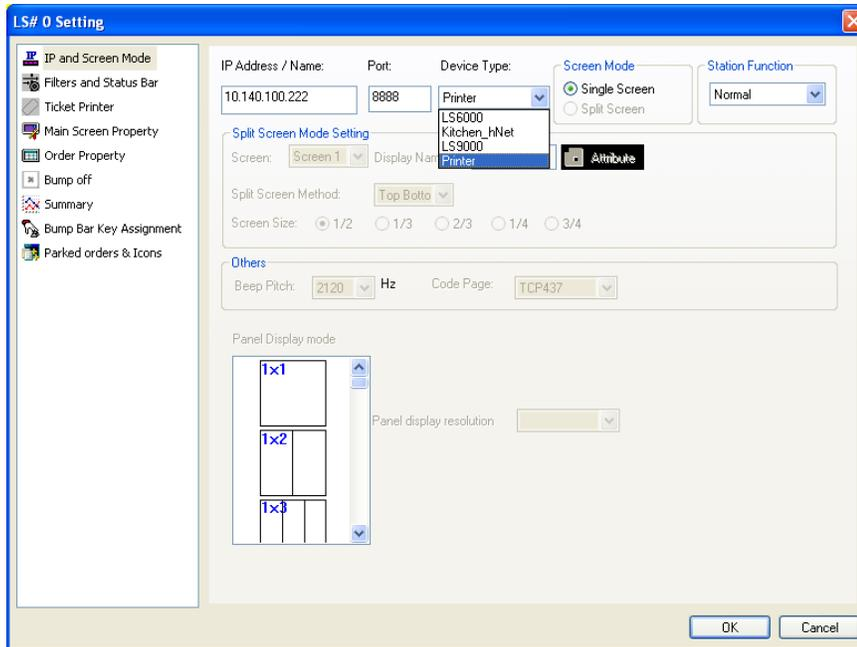 LS# 0 Setting
IP and Screen Mode
Filters and Status Bar
Ticket Printer
Main Screen Property
Order Property
Bump off
Summary
Bump Bar Key Assignment
Parked orders & Icons
IP Address / Name:
Port:
Device Type:
Screen Mode
Station Function
10.140.100.222
8888
Printer
Single Screen
Split Screen
Normal
LS6000
Kitchen_hNet
LS9000
Printer
Split Screen Mode Setting
Screen:
Screen 1
Display Nam
Attribute
Split Screen Method:
Top Botto
Screen Size:
1/2
1/3
2/3
1/4
3/4
Others
Beep Pitch:
2120
Hz
Code Page:
TCP437
Panel Display mode
1x1
1x2
1x3
Panel display resolution
OK
Cancel